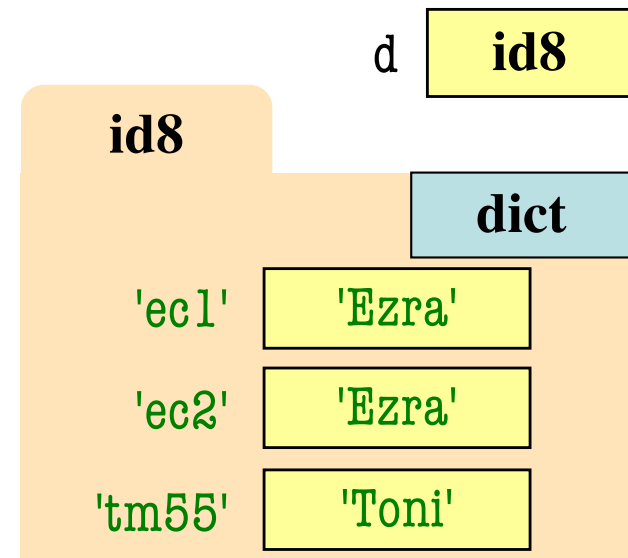 d id8
id8
dict
'ec1' 'Ezra'
'ec2' 'Ezra'
'tm55' 'Toni'